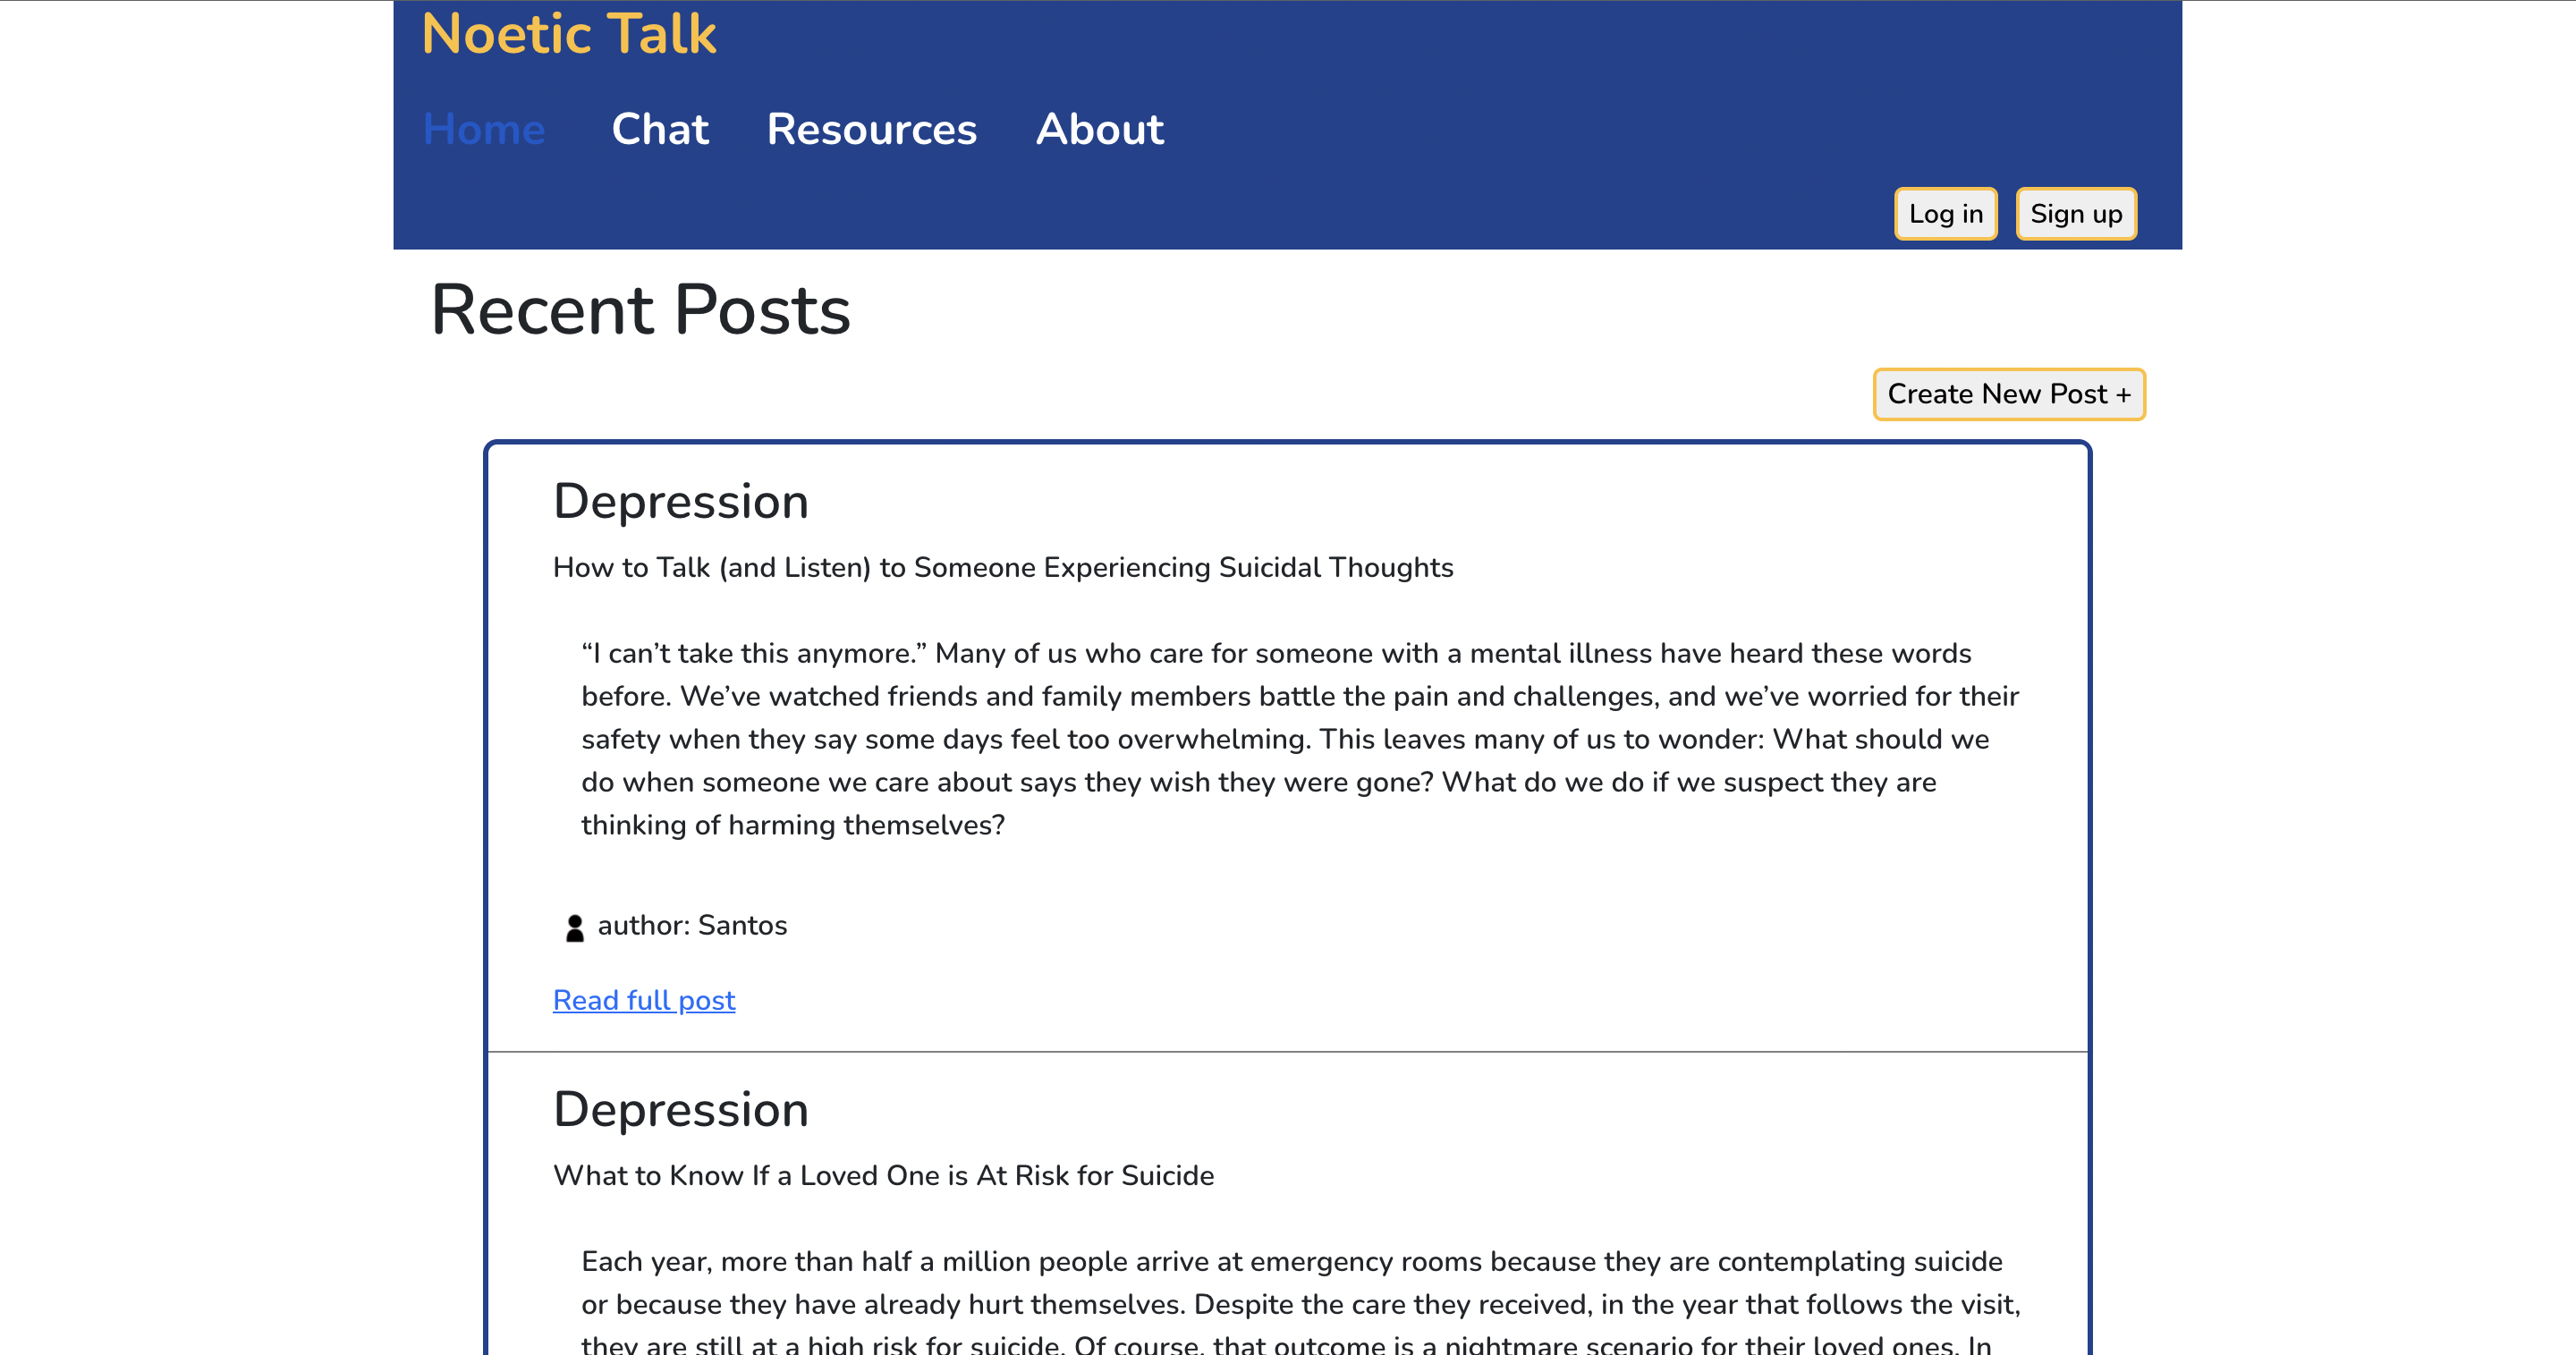 Noetic Talk
Home Chat Resources About
Log in Sign up
Recent Posts
Create New Post +
Depression
How to Talk (and Listen) to Someone Experiencing Suicidal Thoughts
“I can’t take this anymore.” Many of us who care for someone with a mental illness have heard these words
before. We’ve watched friends and family members battle the pain and challenges, and we’ve worried for their
safety when they say some days feel too overwhelming. This leaves many of us to wonder: What should we
do when someone we care about says they wish they were gone? What do we do if we suspect they are
thinking of harming themselves?
author: Santos
Read full post
Depression
What to Know If a Loved One is At Risk for Suicide
Each year, more than half a million people arrive at emergency rooms because they are contemplating suicide
or because they have already hurt themselves. Despite the care they received, in the year that follows the visit,
they are still at a high risk for suicide. Of course, that outcome is a nightmare scenario for their loved ones. In